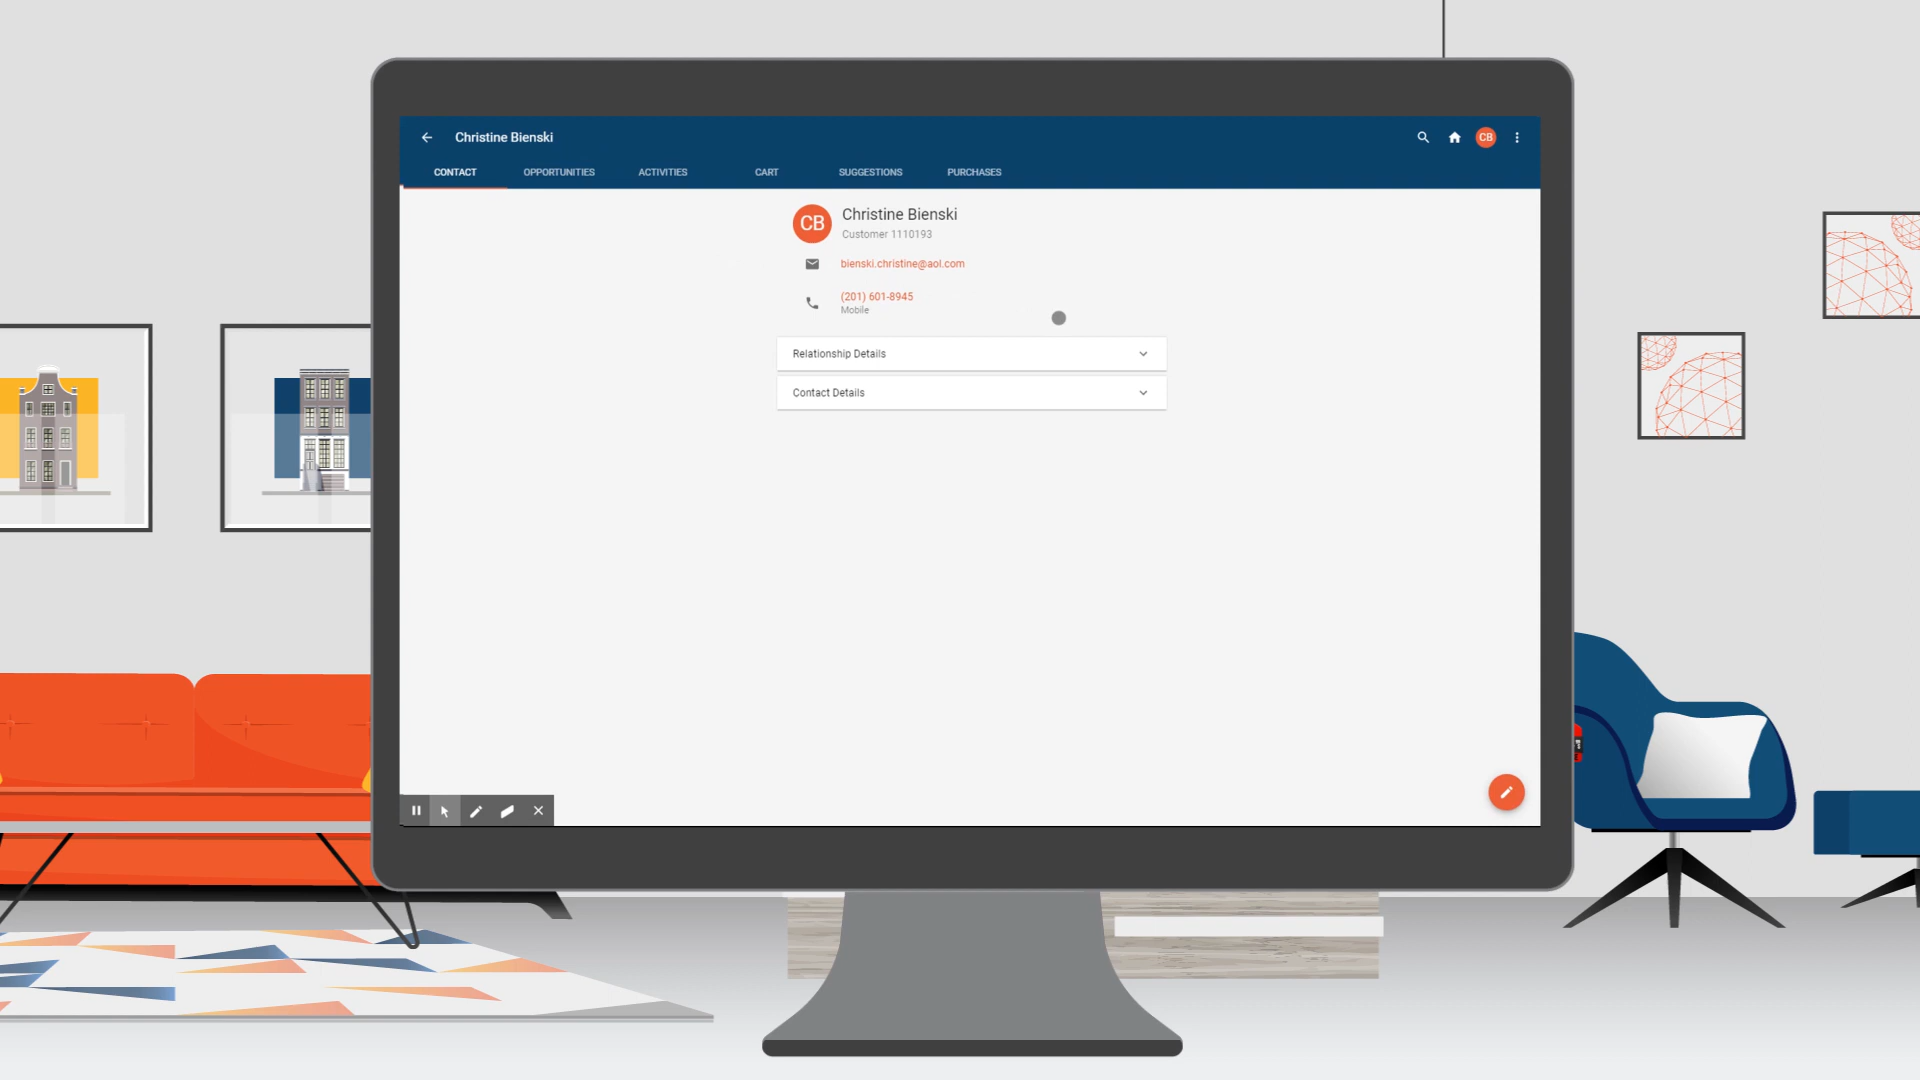 Christine Bienski
CB
CONTACT
OPPORTUNITIES
ACTIVITIES
CART
SUGGESTIONS
PURCHASES
CB
Christine Bienski
Customer 1110193
bienski.christine@aol.com
(201) 601-8945
Mobile
Relationship Details
Contact Details